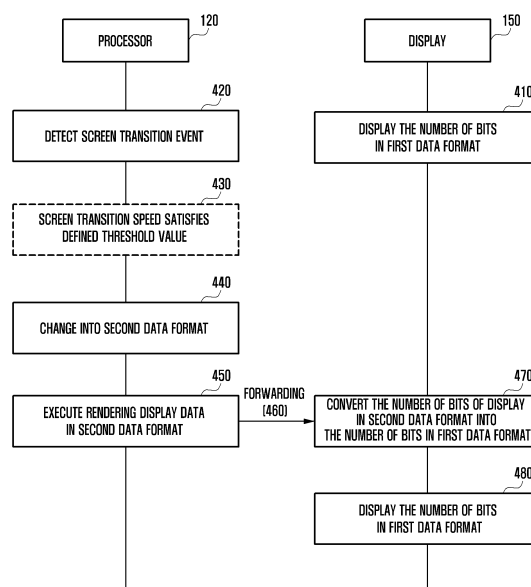 120
PROCESSOR
150
DISPLAY
420
DETECT SCREEN TRANSITION EVENT
410
DISPLAY THE NUMBER OF BITS
IN FIRST DATA FORMAT
430
SCREEN TRANSITION SPEED SATISFIES
DEFINED THRESHOLD VALUE
440
CHANGE INTO SECOND DATA FORMAT
450
EXECUTE RENDERING DISPLAY DATA
IN SECOND DATA FORMAT
FORWARDING
(460)
470
CONVERT THE NUMBER OF BITS OF DISPLAY
IN SECOND DATA FORMAT INTO
THE NUMBER OF BITS IN FIRST DATA FORMAT
480
DISPLAY THE NUMBER OF BITS
IN FIRST DATA FORMAT